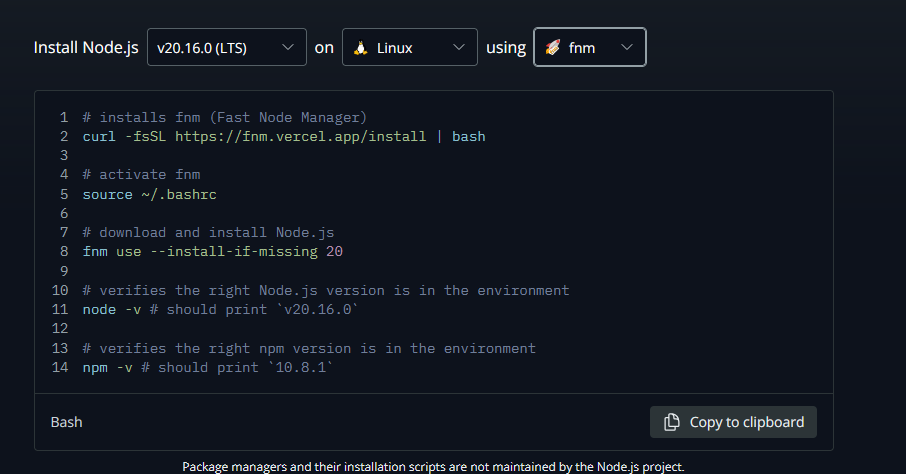 Install Node.js v20.16.0 (LTS) on Linux using fnm
1 # installs fnm (Fast Node Manager)
2 curl -fsSL https://fnm.vercel.app/install | bash
3
4 # activate fnm
5 source ~/.bashrc
6
7 # download and install Node.js
8 fnm use --install-if-missing 20
9
10 # verifies the right Node.js version is in the environment
11 node -v # should print `v20.16.0`
12
13 # verifies the right npm version is in the environment
14 npm -v # should print `10.8.1`
Bash Copy to clipboard
Package managers and their installation scripts are not maintained by the Node.js project.